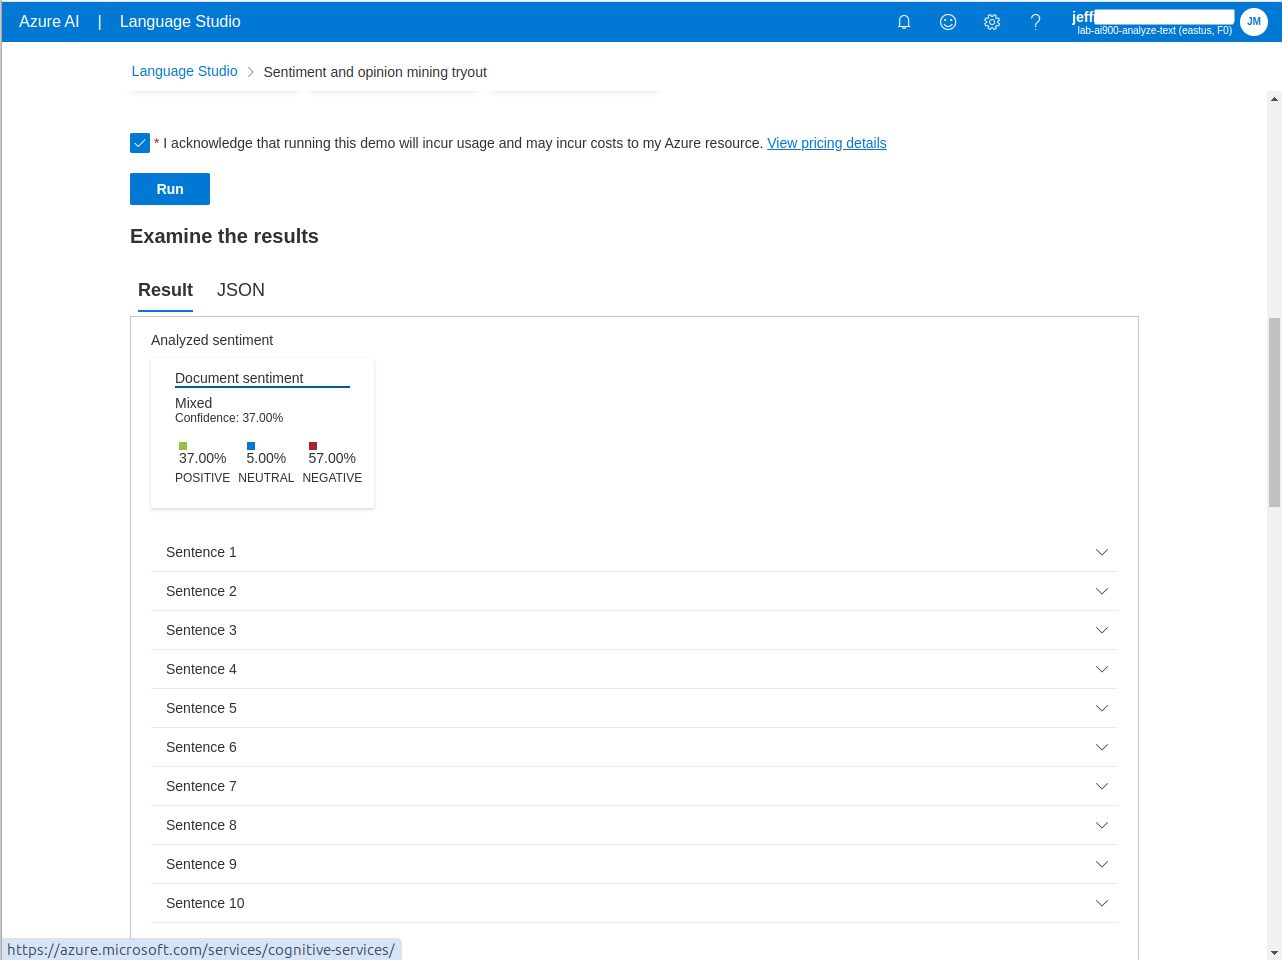 Azure AI | Language Studio
jeff
JM
lab-ai900-analyze-text (eastus, F0)
Language Studio > Sentiment and opinion mining tryout
* I acknowledge that running this demo will incur usage and may incur costs to my Azure resource. View pricing details
Run
Examine the results
Result JSON
Analyzed sentiment
Document sentiment
Mixed
Confidence: 37.00%
37.00% 5.00% 57.00%
POSITIVE NEUTRAL NEGATIVE
Sentence 1
Sentence 2
Sentence 3
Sentence 4
Sentence 5
Sentence 6
Sentence 7
Sentence 8
Sentence 9
Sentence 10
https://azure.microsoft.com/services/cognitive-services/